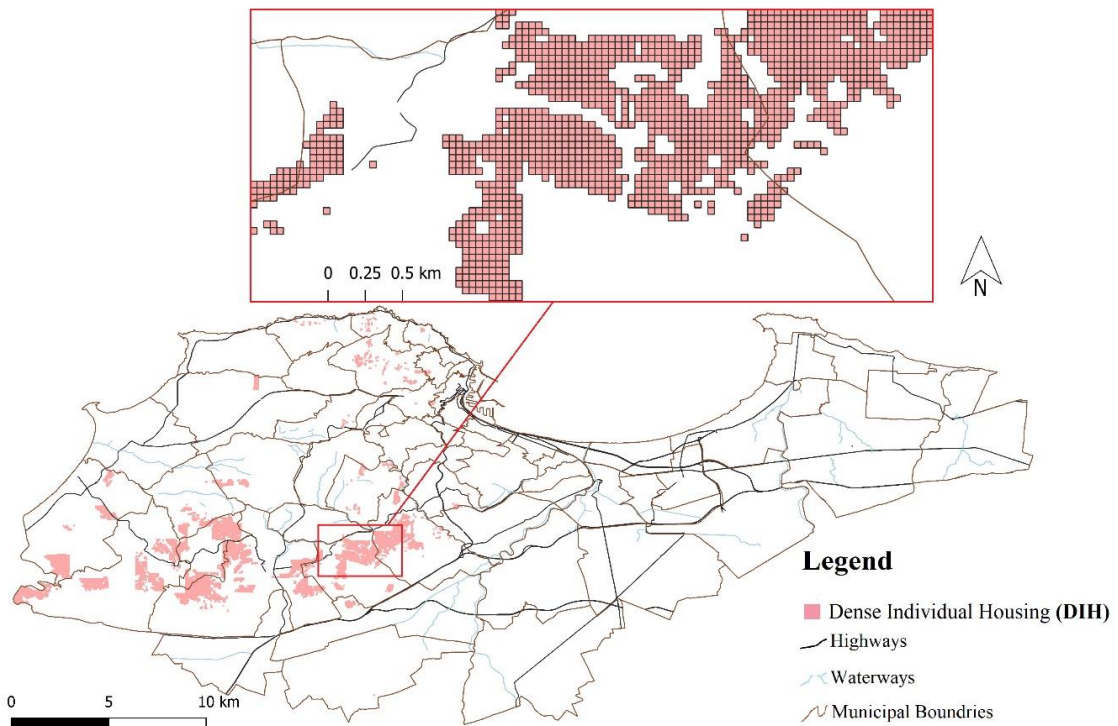 0 0.25 0.5 km
N
Legend
Dense Individual Housing (DIH)
Highways
Waterways
Municipal Boundries
0 5 10 km